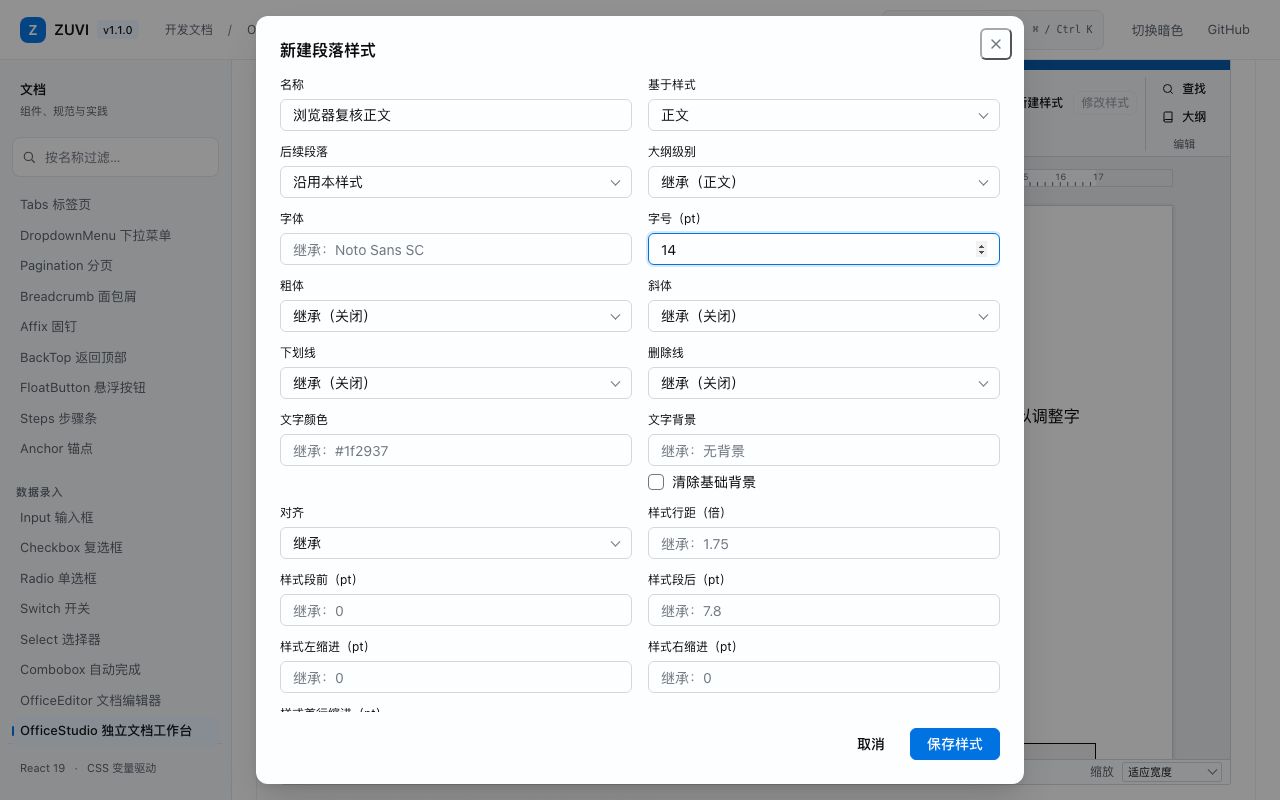 Z ZUVI v1.1.0 开发文档 / O
⌘ / Ctrl K 切换暗色 GitHub
文档
组件、规范与实践
按名称过滤...
Tabs 标签页
DropdownMenu 下拉菜单
Pagination 分页
Breadcrumb 面包屑
Affix 固钉
BackTop 返回顶部
FloatButton 悬浮按钮
Steps 步骤条
Anchor 锚点
数据录入
Input 输入框
Checkbox 复选框
Radio 单选框
Switch 开关
Select 选择器
Combobox 自动完成
OfficeEditor 文档编辑器
OfficeStudio 独立文档工作台
React 19 · CSS 变量驱动
新建段落样式
名称
浏览器复核正文
基于样式
正文
后续段落
沿用本样式
大纲级别
继承（正文）
字体
继承：Noto Sans SC
字号（pt）
14
粗体
继承（关闭）
斜体
继承（关闭）
下划线
继承（关闭）
删除线
继承（关闭）
文字颜色
继承：#1f2937
文字背景
继承：无背景
清除基础背景
对齐
继承
样式行距（倍）
继承：1.75
样式段前（pt）
继承：0
样式段后（pt）
继承：7.8
样式左缩进（pt）
继承：0
样式右缩进（pt）
继承：0
样式首行缩进（pt）
取消 保存样式
建样式 修改样式
查找
大纲
编辑
16 17
以调整字
缩放 适应宽度